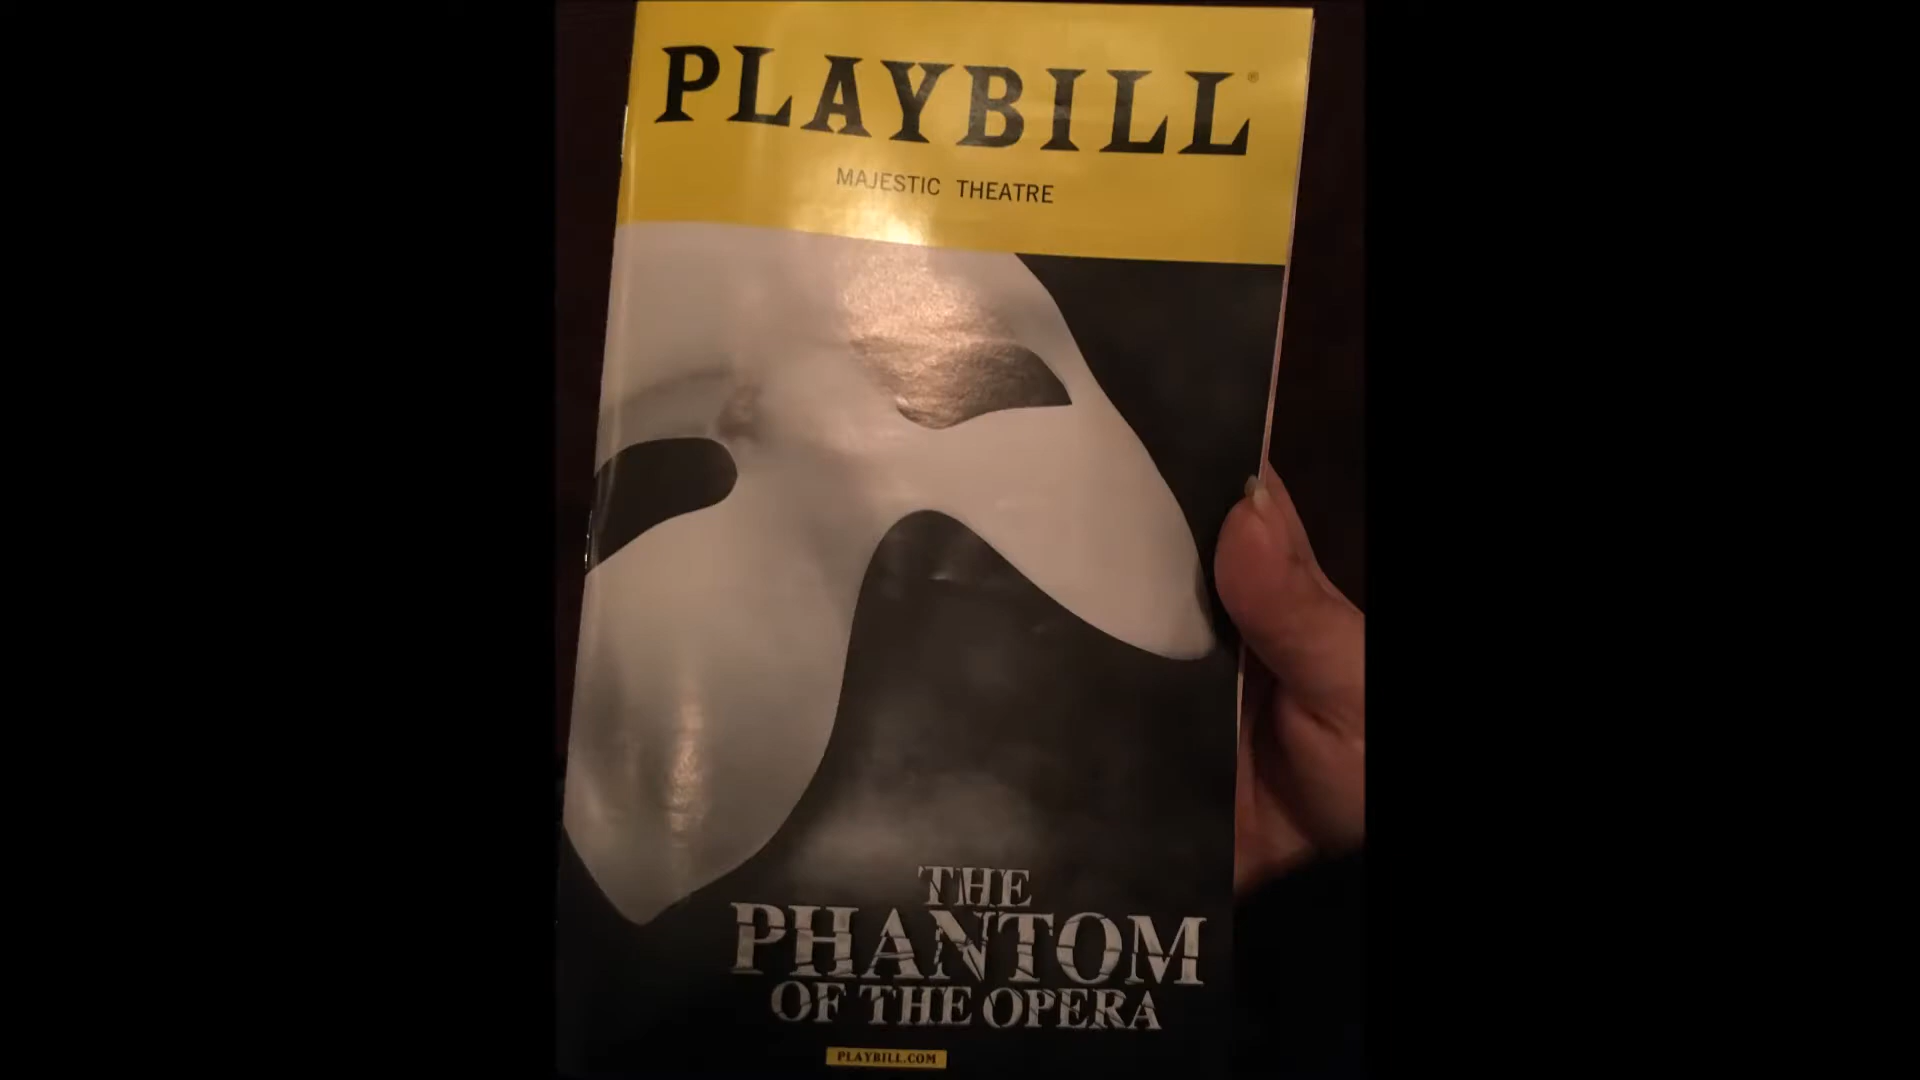 PLAYBILL®
MAJESTIC THEATRE
THE
PHANTOM
OF THE OPERA
PLAYBILL.COM